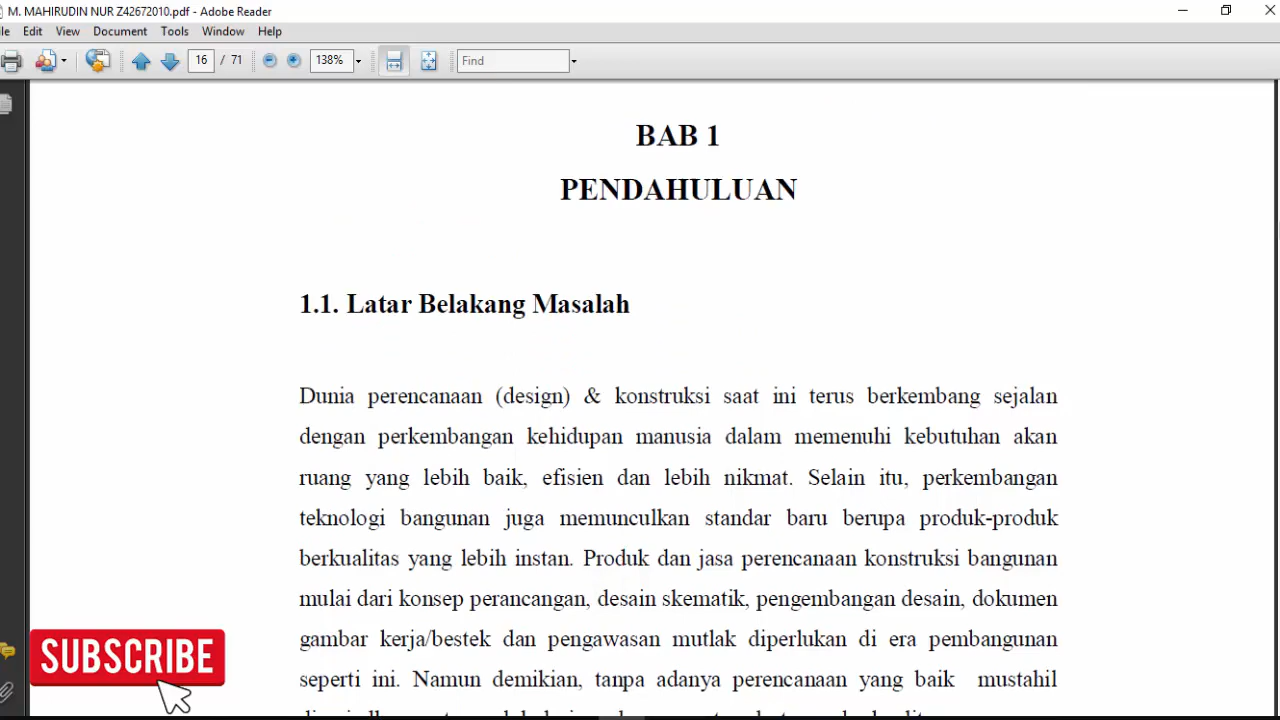 M. MAHIRUDIN NUR Z42672010.pdf - Adobe Reader
Edit View Document Tools Window Help
16 / 71 138% Find
BAB 1
PENDAHULUAN
1.1. Latar Belakang Masalah
Dunia perencanaan (design) & konstruksi saat ini terus berkembang sejalan
dengan perkembangan kehidupan manusia dalam memenuhi kebutuhan akan
ruang yang lebih baik, efisien dan lebih nikmat. Selain itu, perkembangan
teknologi bangunan juga memunculkan standar baru berupa produk-produk
berkualitas yang lebih instan. Produk dan jasa perencanaan konstruksi bangunan
mulai dari konsep perancangan, desain skematik, pengembangan desain, dokumen
gambar kerja/bestek dan pengawasan mutlak diperlukan di era pembangunan
seperti ini. Namun demikian, tanpa adanya perencanaan yang baik mustahil
SUBSCRIBE